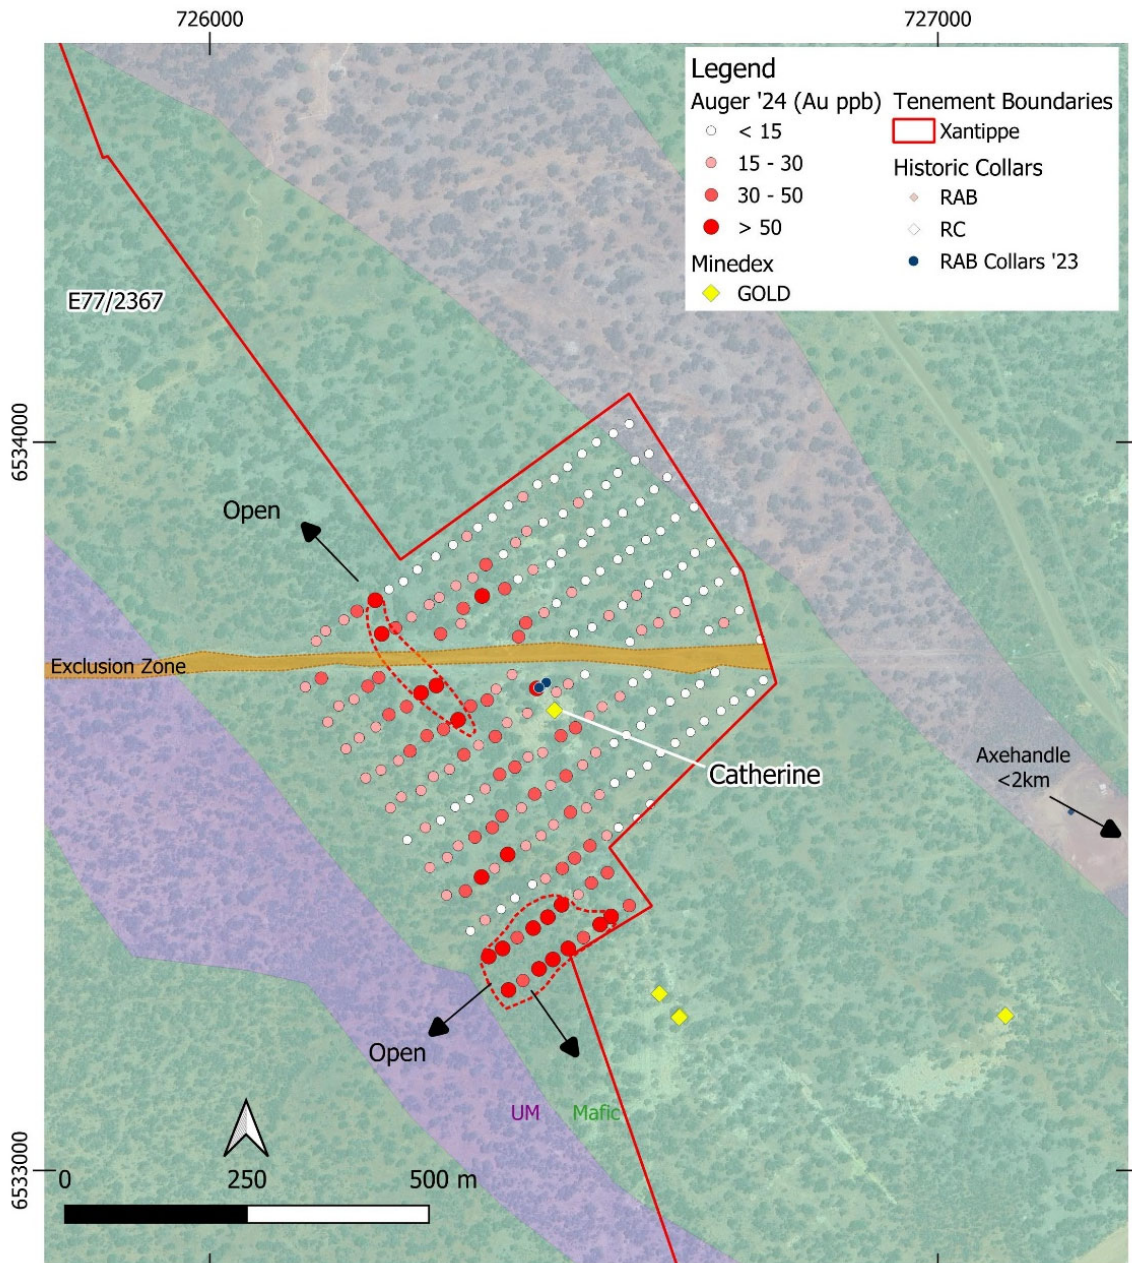 726000
727000
Legend
Auger '24 (Au ppb)
< 15
15 - 30
30 - 50
> 50
Minedex
GOLD
Tenement Boundaries
Xantippe
Historic Collars
RAB
RC
RAB Collars '23
E77/2367
6534000
Open
Exclusion Zone
Axehandle
<2km
Catherine
Open
UM
Mafic
6533000
0
250
500 m